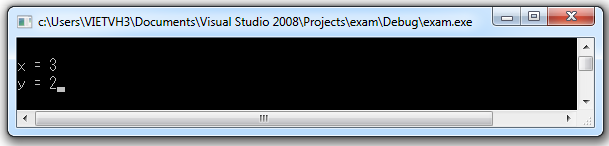 c:\Users\VIETVH3\Documents\Visual Studio 2008\Projects\exam\Debug\exam.exe
x = 3
y = 2